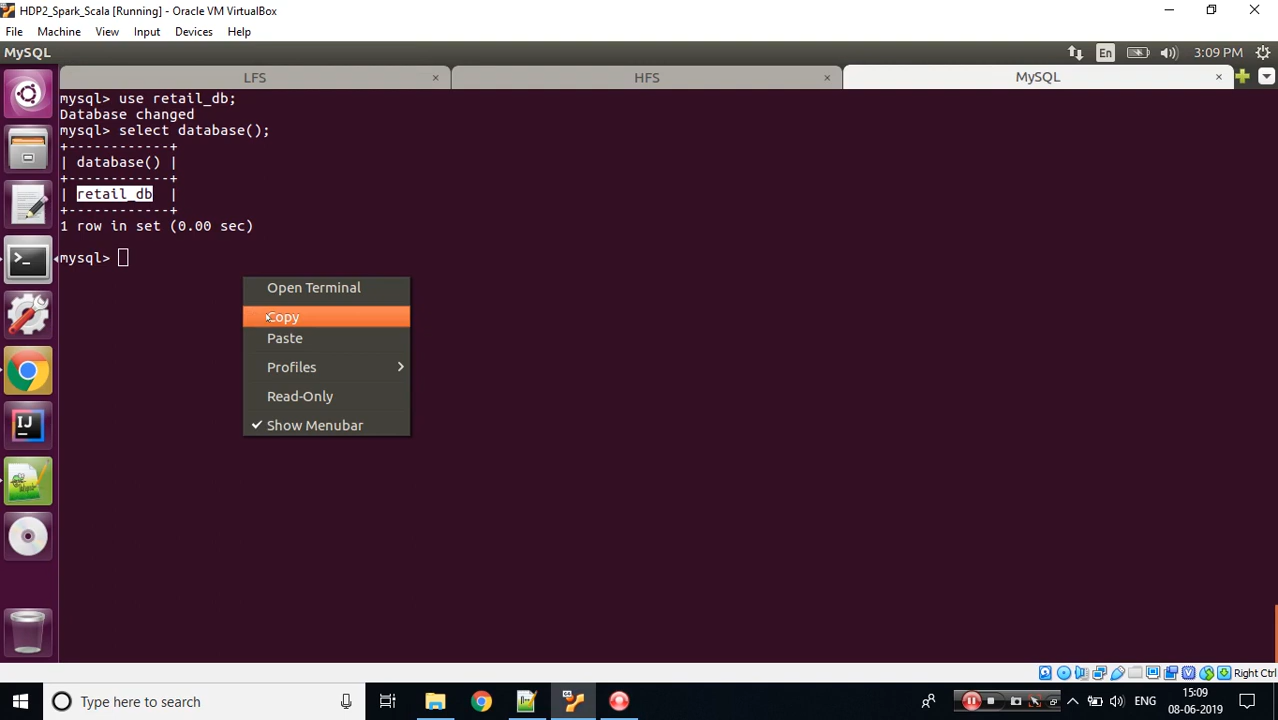 HDP2_Spark_Scala [Running] - Oracle VM VirtualBox
File Machine View Input Devices Help
MySQL En 3:09 PM
LFS × HFS × MySQL ×
mysql> use retail_db;
Database changed
mysql> select database();
+------------+
| database() |
+------------+
| retail_db  |
+------------+
1 row in set (0.00 sec)
mysql>
Open Terminal
Copy
Paste
Profiles
Read-Only
Show Menubar
Right Ctrl
Type here to search
ENG
15:09
08-06-2019